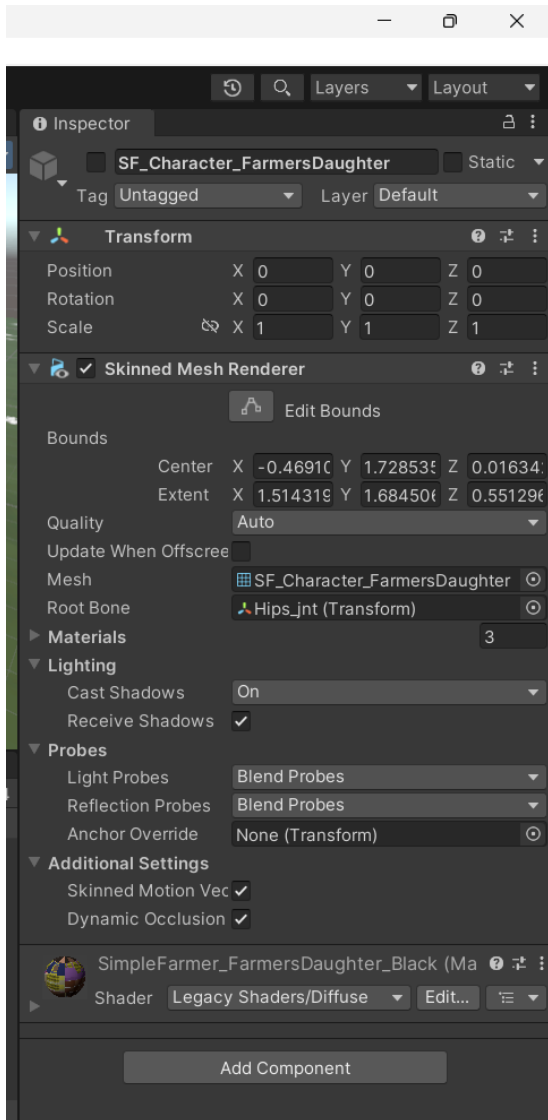 Layers Layout
Inspector
SF_Character_FarmersDaughter Static
Tag Untagged Layer Default
Transform
Position X 0 Y 0 Z 0
Rotation X 0 Y 0 Z 0
Scale X 1 Y 1 Z 1
Skinned Mesh Renderer
Edit Bounds
Bounds
Center X -0.4691 Y 1.72853 Z 0.01634
Extent X 1.514319 Y 1.68450 Z 0.551296
Quality Auto
Update When Offscree
Mesh SF_Character_FarmersDaughter
Root Bone Hips_jnt (Transform)
Materials 3
Lighting
Cast Shadows On
Receive Shadows
Probes
Light Probes Blend Probes
Reflection Probes Blend Probes
Anchor Override None (Transform)
Additional Settings
Skinned Motion Vec
Dynamic Occlusion
SimpleFarmer_FarmersDaughter_Black (Ma
Shader Legacy Shaders/Diffuse Edit...
Add Component